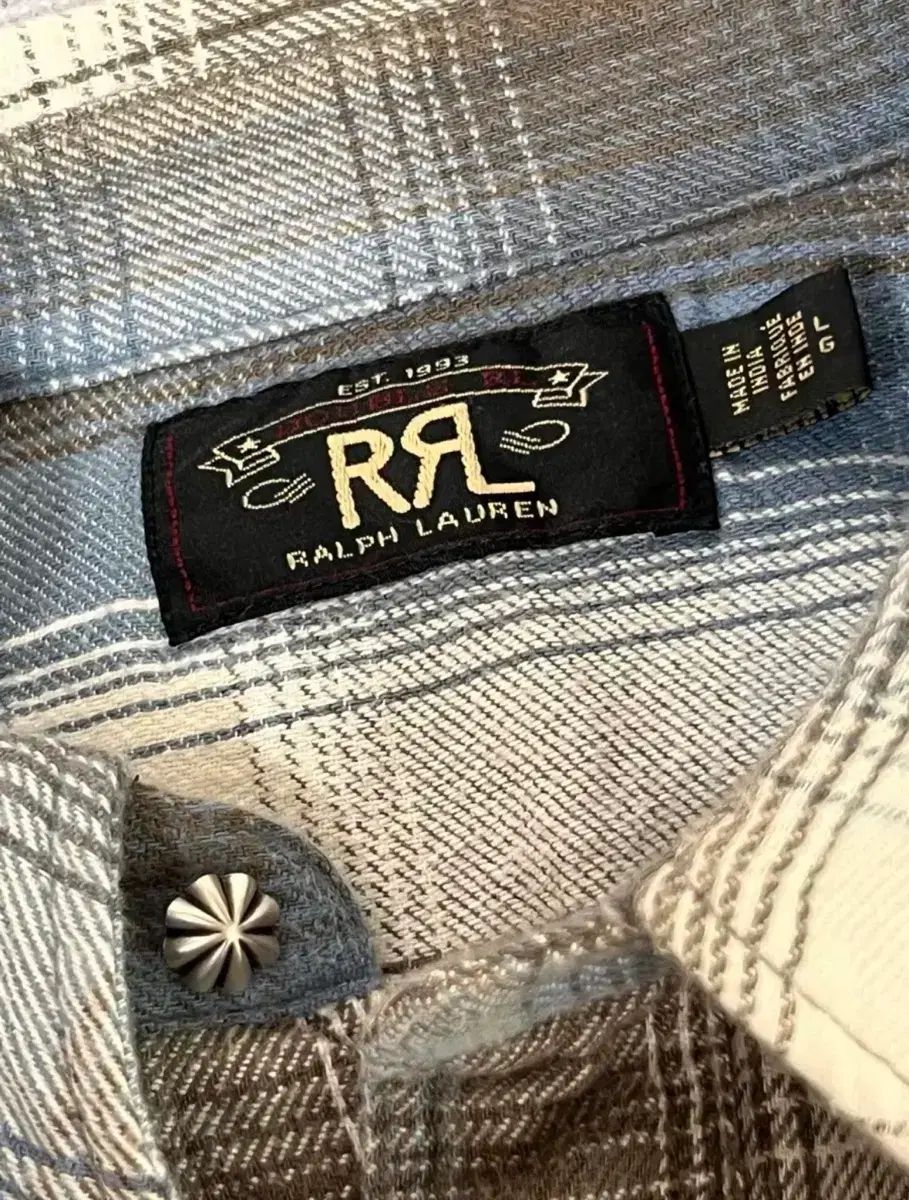 EST. 1993
DOUBLE RL
RRL
RALPH LAUREN
MADE IN
INDIA
FABRIQUÉ
EN INDE
L
G